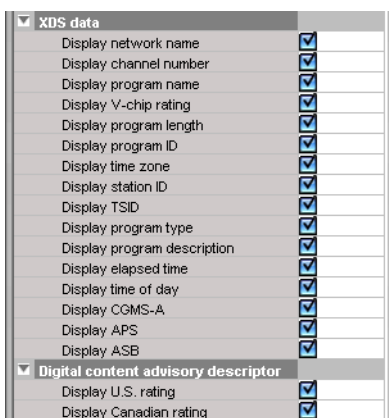 XDS data
Display network name
Display channel number
Display program name
Display V-chip rating
Display program length
Display program ID
Display time zone
Display station ID
Display TSID
Display program type
Display program description
Display elapsed time
Display time of day
Display CGMS-A
Display APS
Display ASB
Digital content advisory descriptor
Display U.S. rating
Display Canadian rating